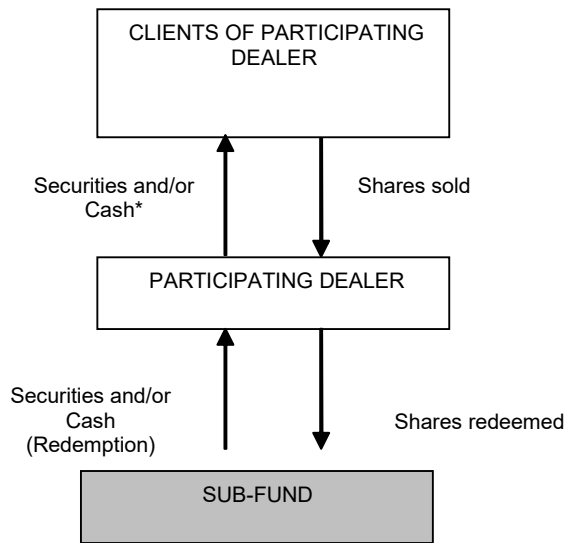 CLIENTS OF PARTICIPATING
DEALER
Securities and/or
Cash*
Shares sold
PARTICIPATING DEALER
Securities and/or
Cash
(Redemption)
Shares redeemed
SUB-FUND